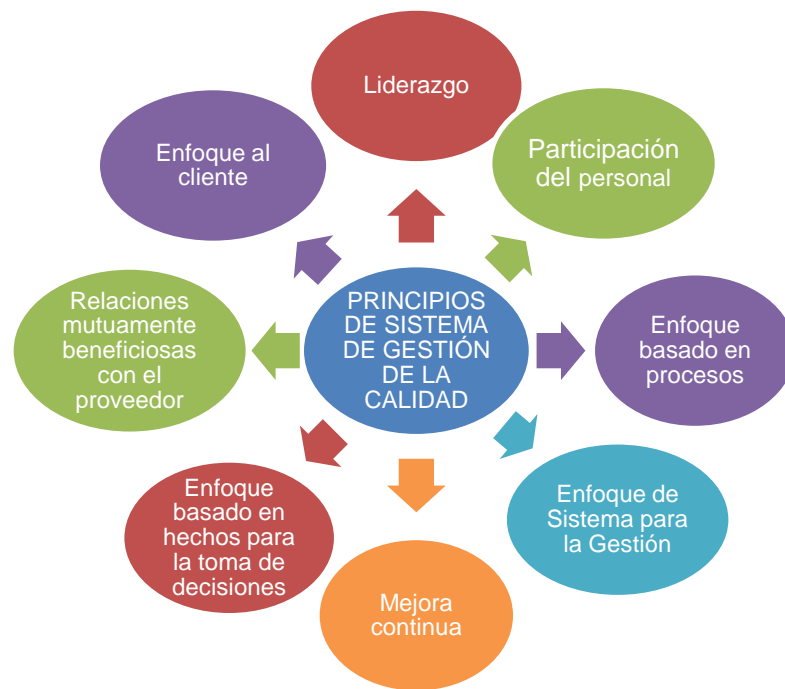 Liderazgo
Participación
del personal
Enfoque al
cliente
PRINCIPIOS
DE SISTEMA
DE GESTIÓN
DE LA
CALIDAD
Relaciones
mutuamente
beneficiosas
con el
proveedor
Enfoque
basado en
procesos
Enfoque
basado en
hechos para
la toma de
decisiones
Enfoque de
Sistema para
la Gestión
Mejora
continua